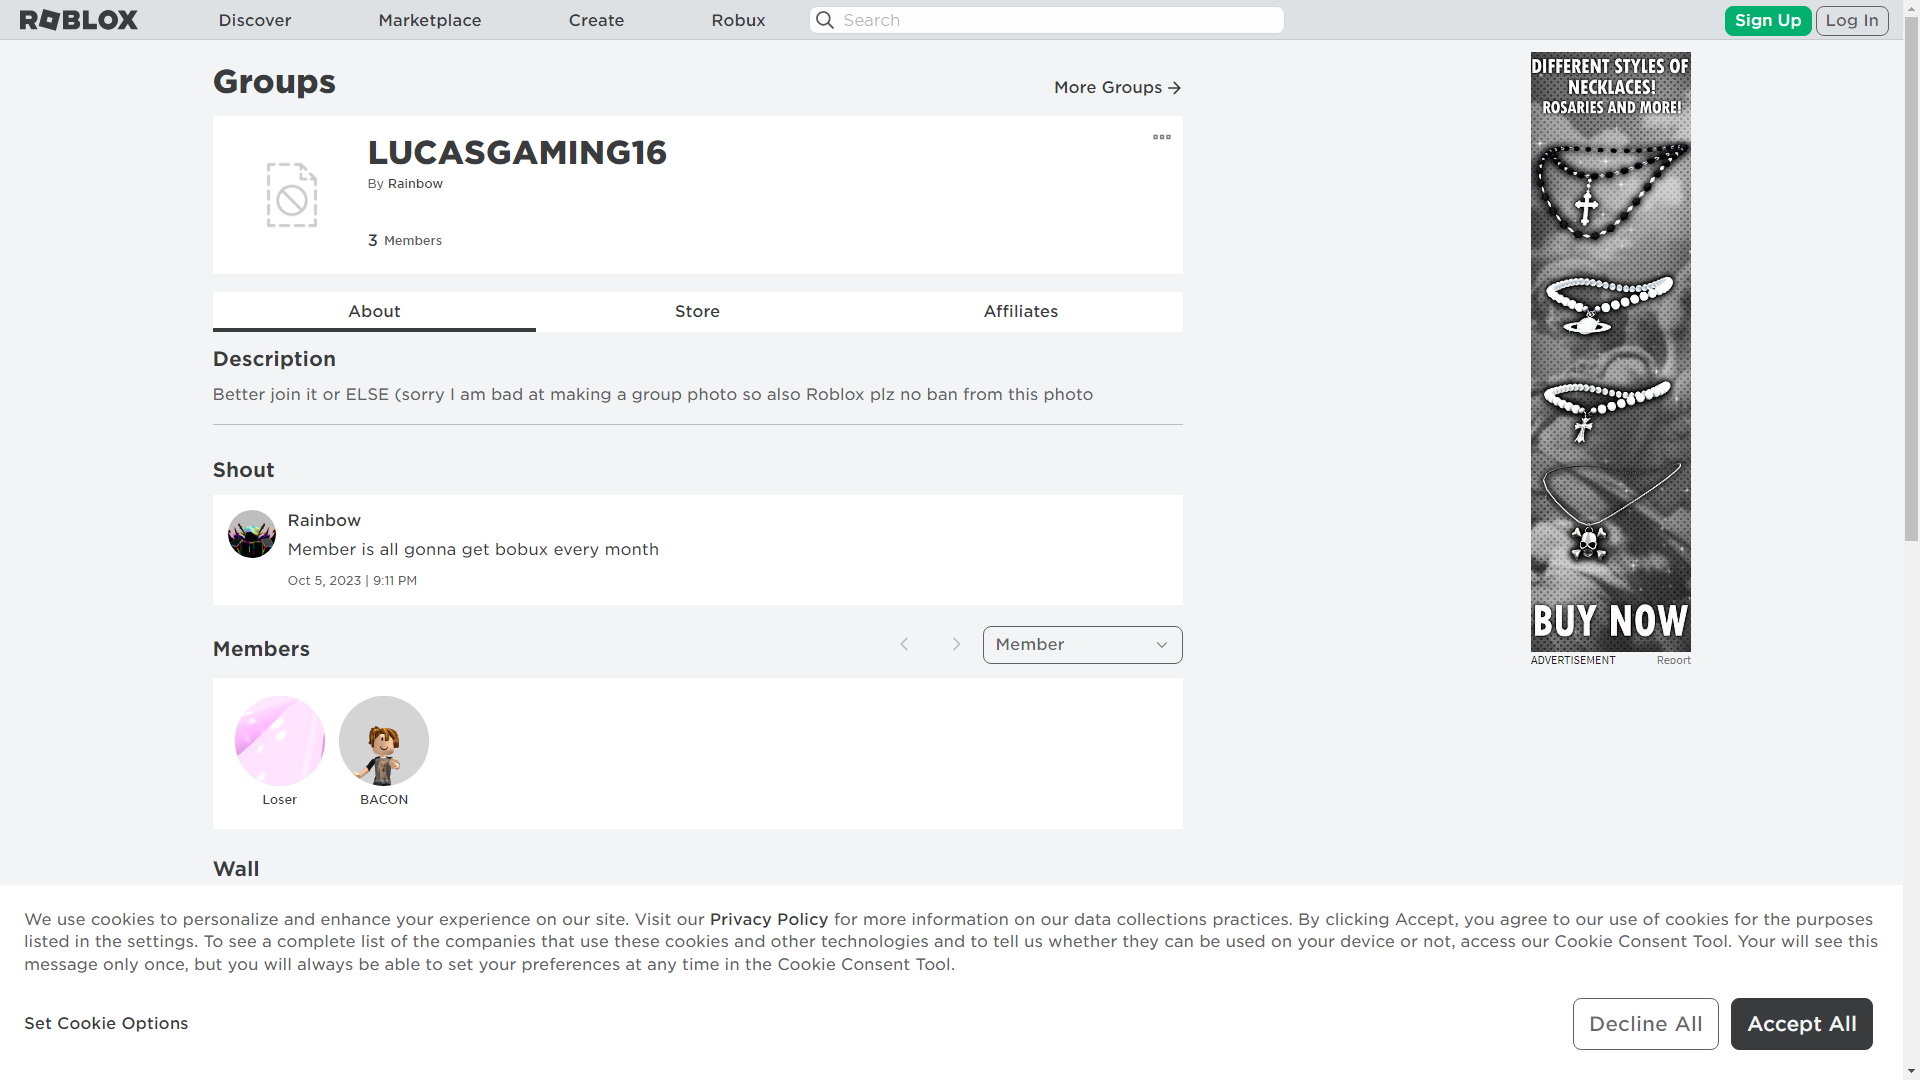 ROBLOX
Discover
Marketplace
Create
Robux
Search
Sign Up
Log In
Groups
More Groups
LUCASGAMING16
By Rainbow
3 Members
About
Store
Affiliates
Description
Better join it or ELSE (sorry I am bad at making a group photo so also Roblox plz no ban from this photo
Shout
Rainbow
Member is all gonna get bobux every month
Oct 5, 2023 | 9:11 PM
Members
Member
Loser
BACON
Wall
DIFFERENT STYLES OF
NECKLACES!
ROSARIES AND MORE!
BUY NOW
ADVERTISEMENT
Report
We use cookies to personalize and enhance your experience on our site. Visit our Privacy Policy for more information on our data collections practices. By clicking Accept, you agree to our use of cookies for the purposes
listed in the settings. To see a complete list of the companies that use these cookies and other technologies and to tell us whether they can be used on your device or not, access our Cookie Consent Tool. Your will see this
message only once, but you will always be able to set your preferences at any time in the Cookie Consent Tool.
Set Cookie Options
Decline All
Accept All